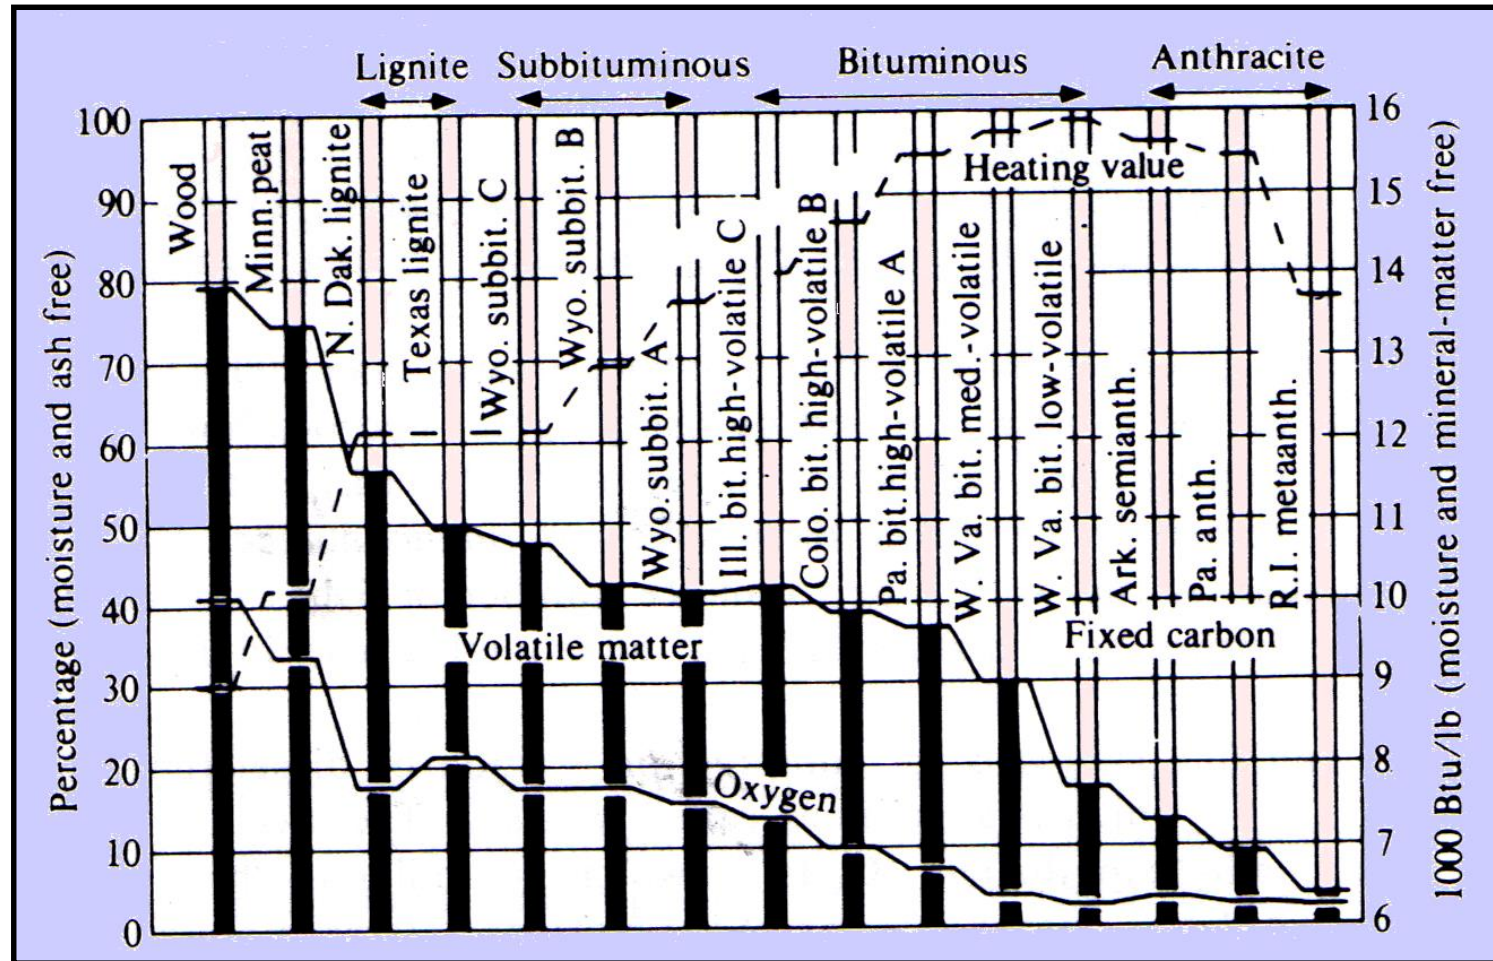 Lignite
Subbituminous
Bituminous
Anthracite
Percentage (moisture and ash free)
100
90
80
70
60
50
40
30
20
10
0
Wood
Minn.peat
N. Dak. lignite
Texas lignite
Wyo. subbit. C
Wyo. subbit. B
Wyo. subbit. A
Ill. bit.high-volatile C
Colo. bit. high-volatile B
Pa. bit.high-volatile A
W. Va. bit. med.-volatile
W. Va. bit. low-volatile
Ark. semianth.
Pa. anth.
R.I. metaanth.
Heating value
Volatile matter
Fixed carbon
Oxygen
16
15
14
13
12
11
10
9
8
7
6
1000 Btu/lb (moisture and mineral-matter free)